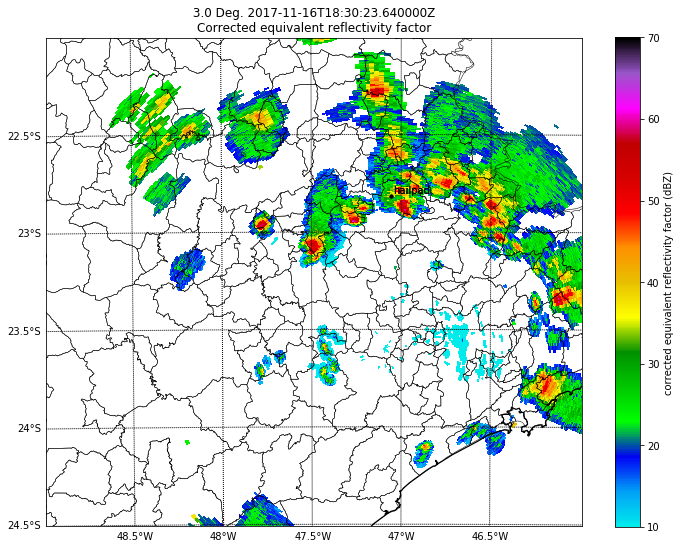 3.0 Deg. 2017-11-16T18:30:23.640000Z
Corrected equivalent reflectivity factor
70
60
50
40
30
20
10
corrected equivalent reflectivity factor (dBZ)
22.5°S
23°S
23.5°S
24°S
24.5°S
48.5°W
48°W
47.5°W
47°W
46.5°W